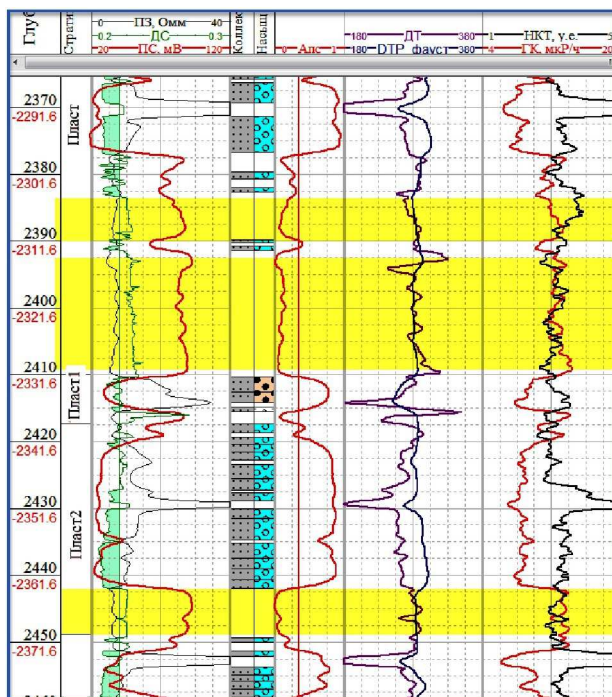 Глуб
Страти
0 ПЗ, Омм 40
0.2 ДС 0.3
20 ПС, мВ 120
Коллек
Насыщ
0 Апс 1
180 ДТ 380
180 DTP_фауст 380
1 НКТ, у.е. 5
4 ГК, мкР/ч 20
2370
-2291.6
Пласт
2380
-2301.6
2390
-2311.6
2400
-2321.6
2410
-2331.6
Пласт1
2420
-2341.6
2430
-2351.6
Пласт2
2440
-2361.6
2450
-2371.6